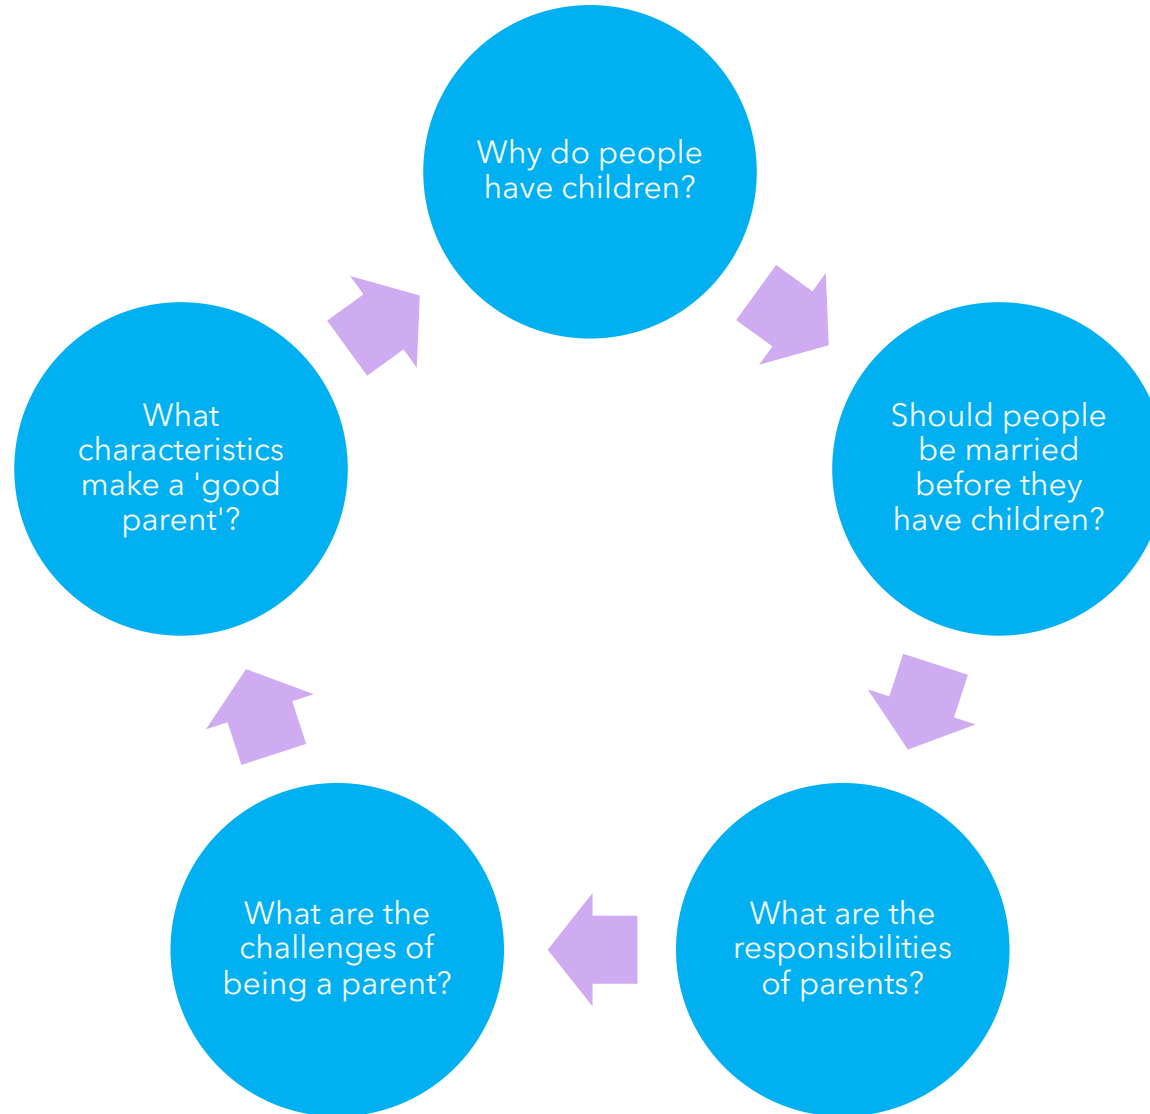 Why do people
have children?
Should people
be married
before they
have children?
What are the
responsibilities
of parents?
What are the
challenges of
being a parent?
What
characteristics
make a 'good
parent'?